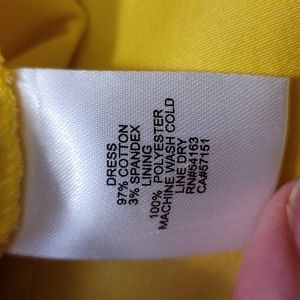 DRESS
97% COTTON
3% SPANDEX
LINING
100% POLYESTER
MACHINE WASH COLD
LINE DRY
RN#54163
CA#57151